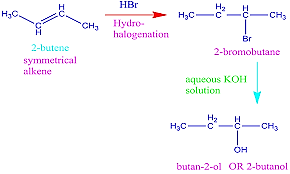 H
H₃C C C CH₃
H
2-butene
symmetrical
alkene
HBr
Hydro-
halogenation
H₂ H
H₃C C C CH₃
Br
2-bromobutane
aqueous KOH
solution
H₂ H
H₃C C C CH₃
OH
butan-2-ol OR 2-butanol